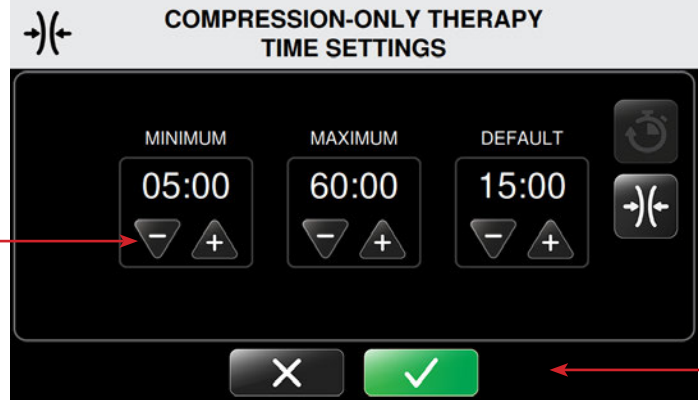 COMPRESSION-ONLY THERAPY
TIME SETTINGS
MINIMUM MAXIMUM DEFAULT
05:00 60:00 15:00
- + - + - +